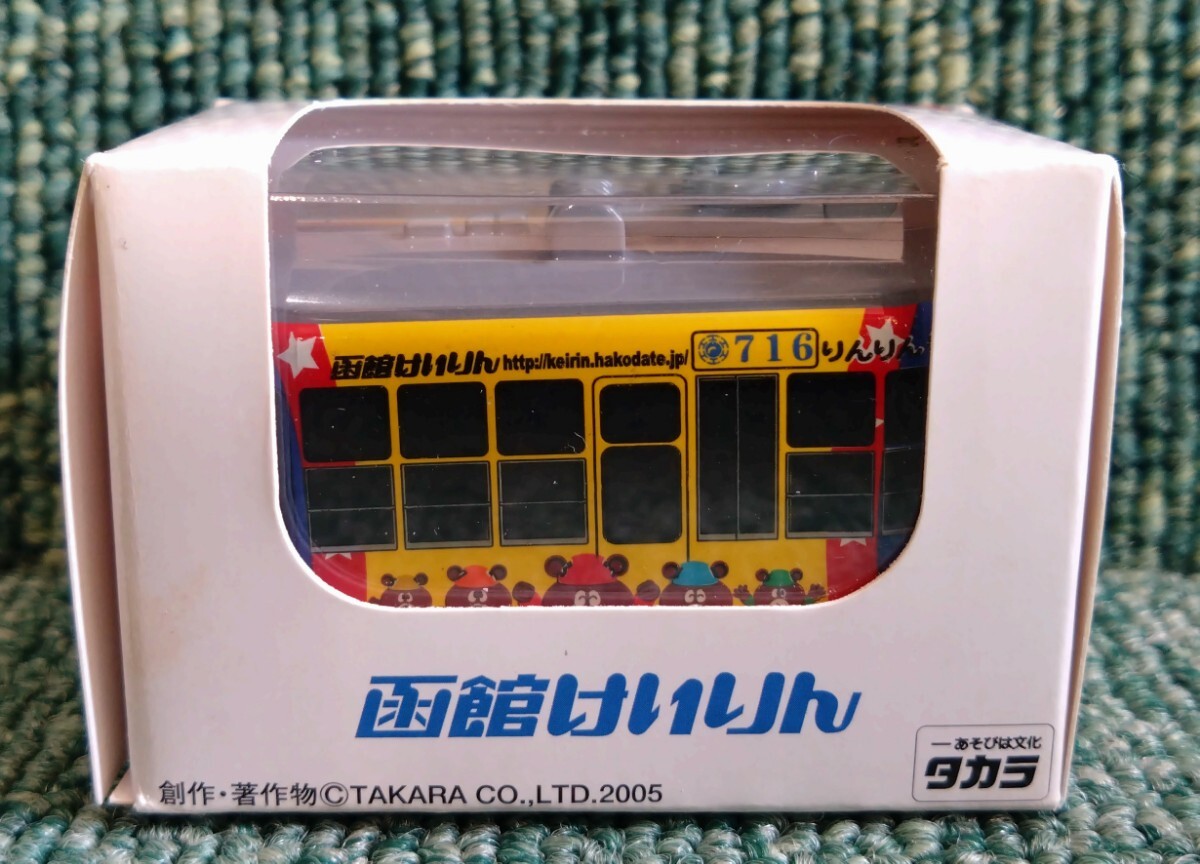 函館けいりん http://keirin.hakodate.jp/ 716 りんりん
函館けいりん
創作・著作物©TAKARA CO.,LTD.2005
―あそびは文化
タカラ